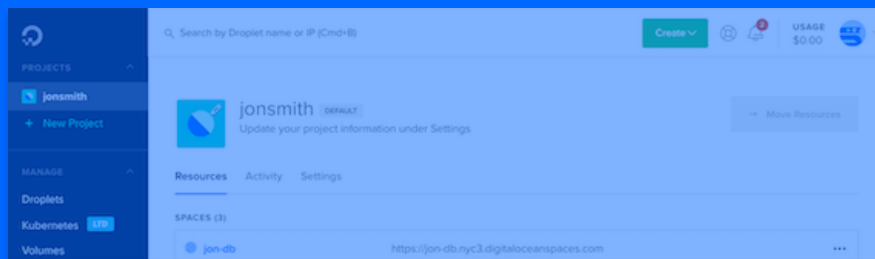 Search by Droplet name or IP (Cmd+B)
Create
2
USAGE
$0.00
PROJECTS
jonsmith
+ New Project
MANAGE
Droplets
Kubernetes LTD
Volumes
jonsmith DEFAULT
Update your project information under Settings
→ Move Resources
Resources Activity Settings
SPACES (3)
jon-db https://jon-db.nyc3.digitaloceanspaces.com ...